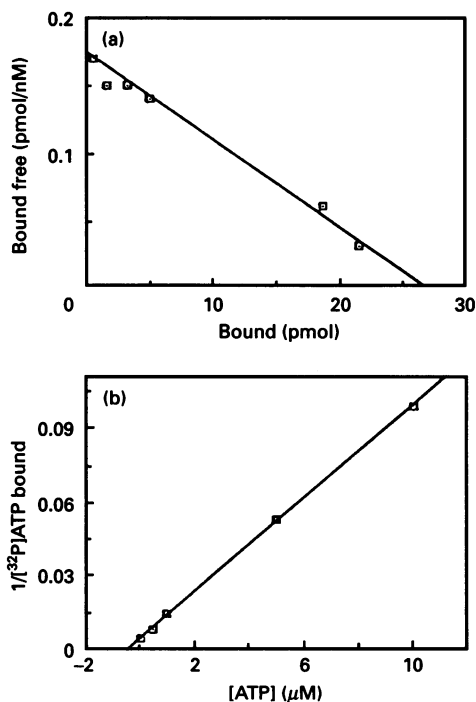 (a)
0.2
0.1
0
10
20
30
Bound free (pmol/nM)
Bound (pmol)
(b)
0.09
0.06
0.03
0
−2
2
6
10
1/[³²P]ATP bound
[ATP] (μM)